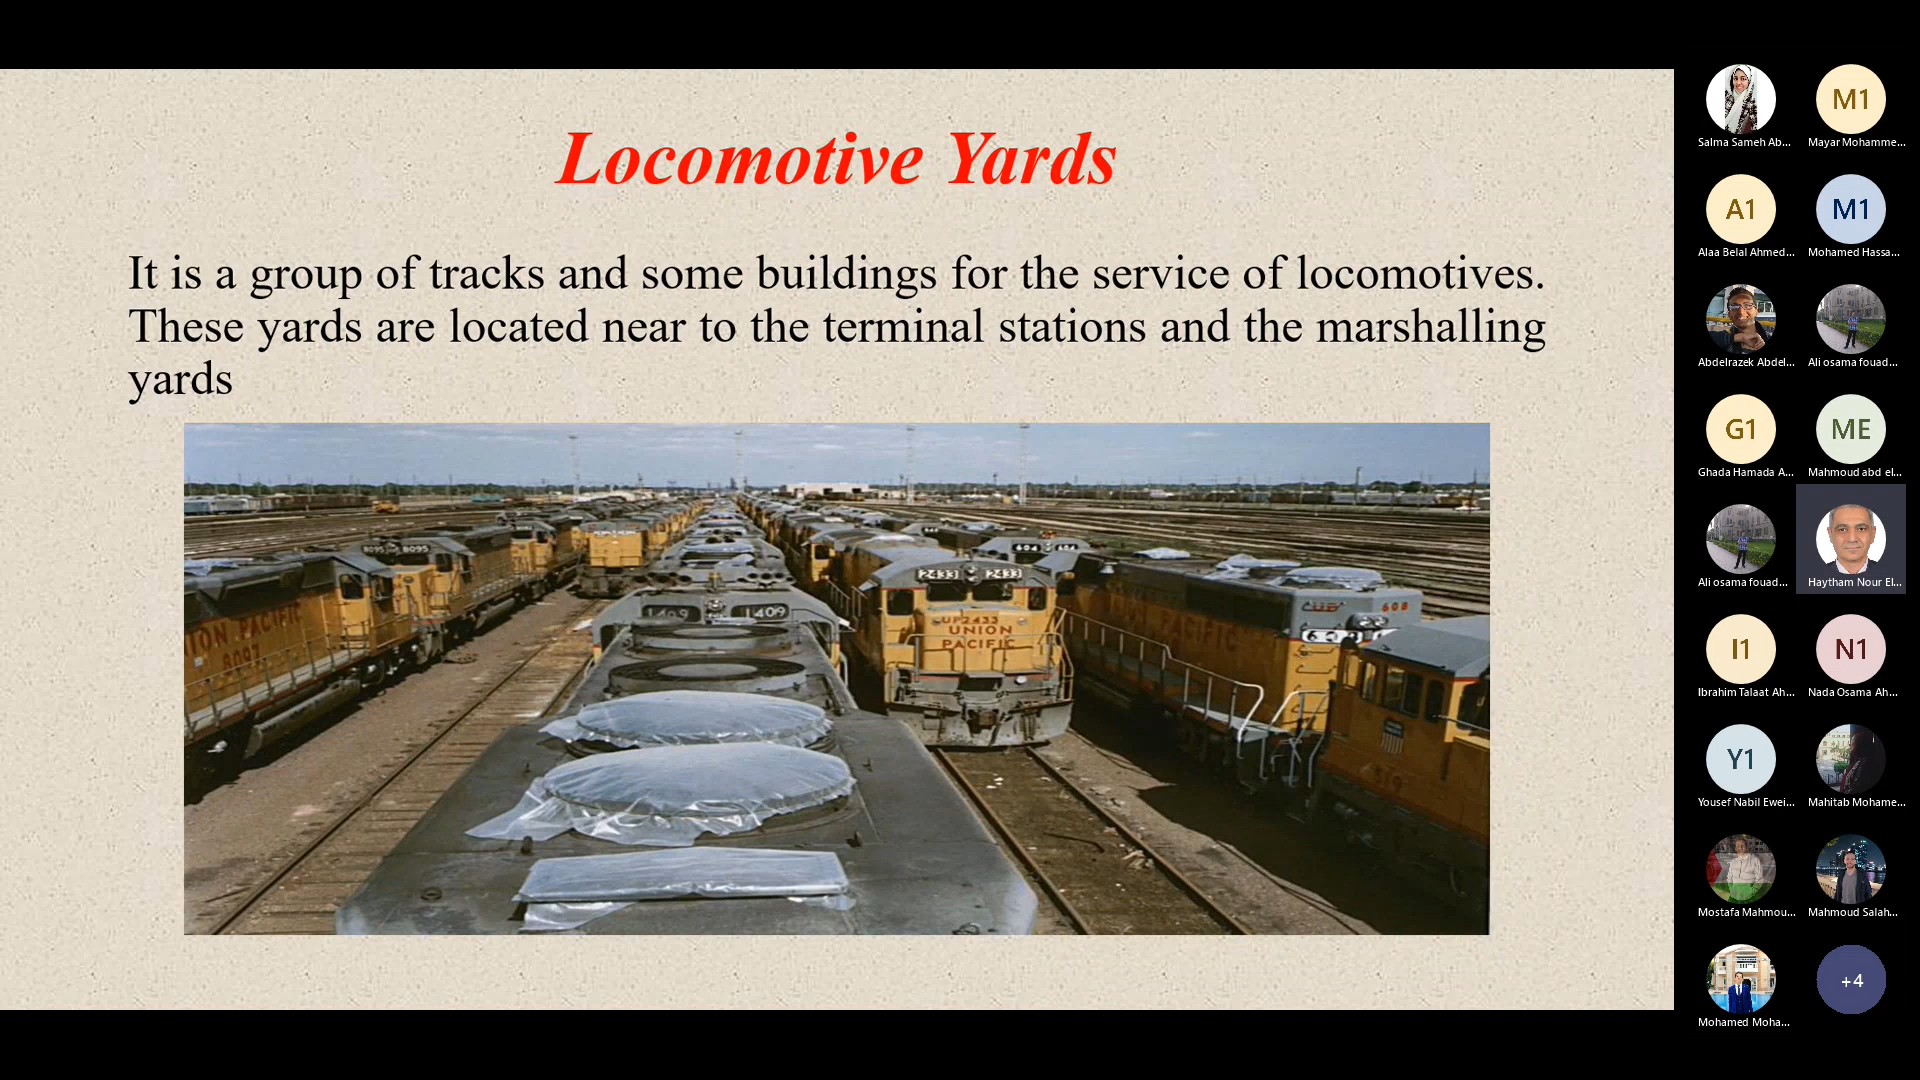 Locomotive Yards
It is a group of tracks and some buildings for the service of locomotives.
These yards are located near to the terminal stations and the marshalling
yards
8095 8095
UNION PACIFIC
8097
1409 1409
2433 2433
UP2433
UNION
PACIFIC
604 604
PACIFIC
608
Salma Sameh Ab...
M1
Mayar Mohamme...
A1
Alaa Belal Ahmed...
M1
Mohamed Hassa...
Abdelrazek Abdel...
Ali osama fouad...
G1
Ghada Hamada A...
ME
Mahmoud abd el...
Ali osama fouad...
Haytham Nour El...
I1
Ibrahim Talaat Ah...
N1
Nada Osama Ah...
Y1
Yousef Nabil Ewei...
Mahitab Mohame...
Mostafa Mahmou...
Mahmoud Salah...
Mohamed Moha...
+4